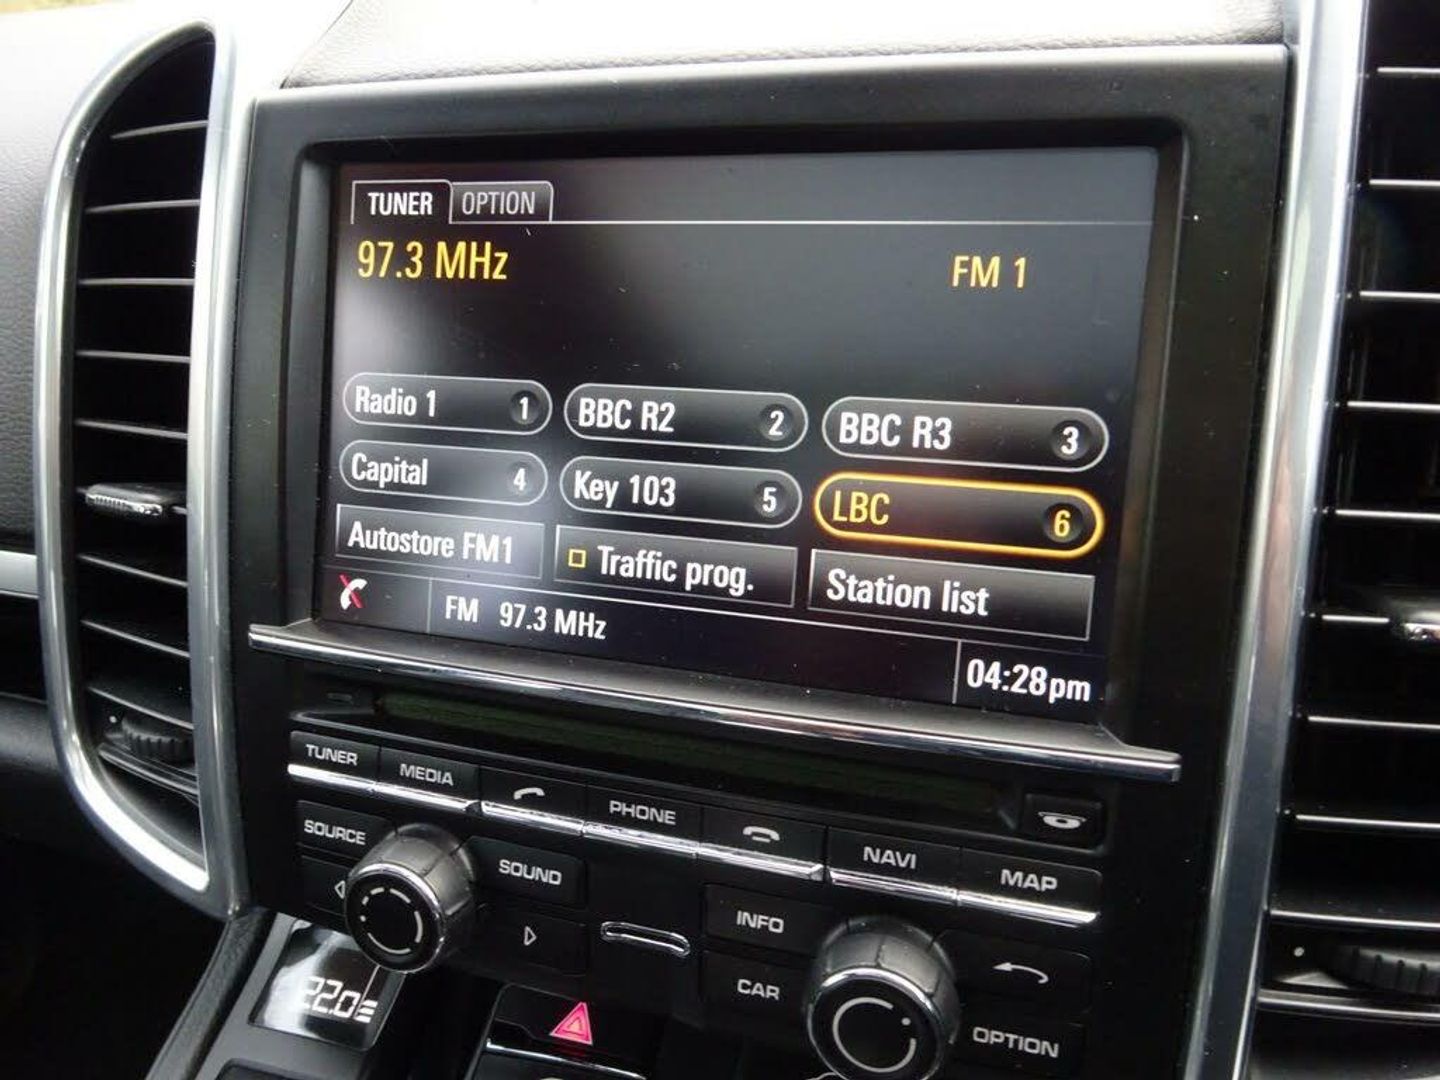 TUNER OPTION
97.3 MHz FM 1
Radio 1 1 BBC R2 2 BBC R3 3
Capital 4 Key 103 5 LBC 6
Autostore FM1 Traffic prog. Station list
FM 97.3 MHz
04:28pm
TUNER MEDIA PHONE NAVI MAP
SOURCE SOUND INFO
CAR OPTION
22.0